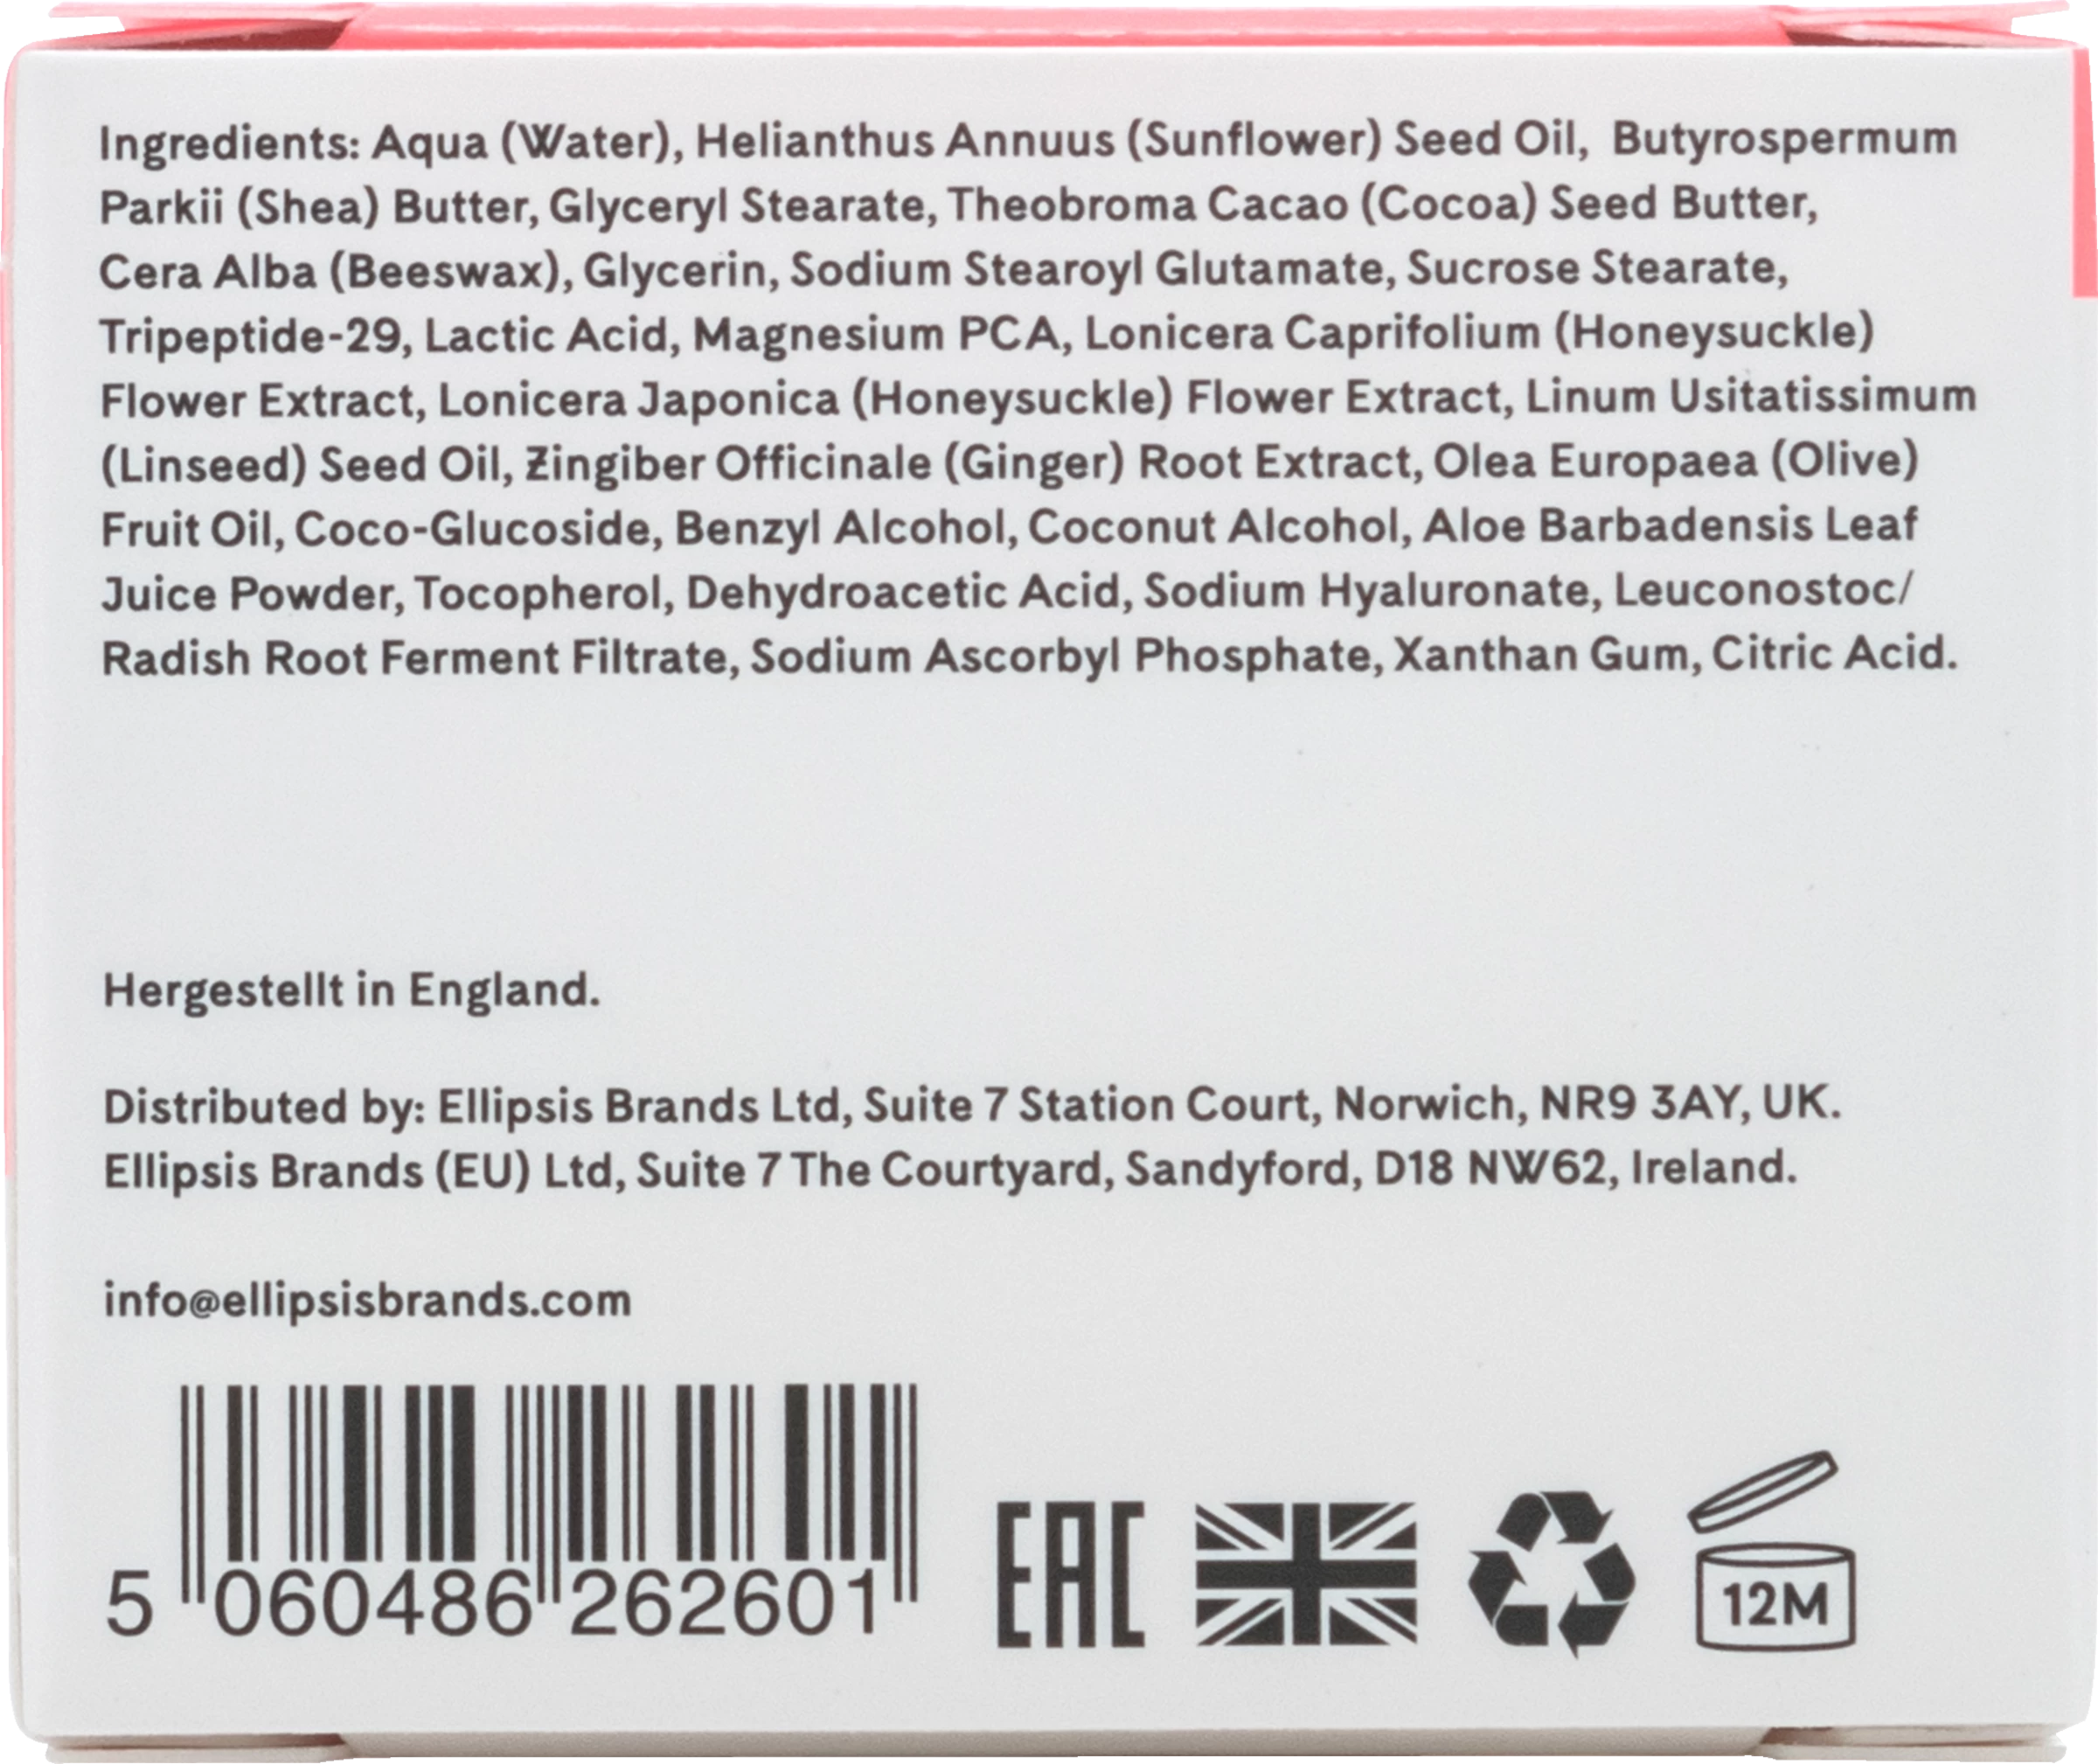 Ingredients: Aqua (Water), Helianthus Annuus (Sunflower) Seed Oil, Butyrospermum
Parkii (Shea) Butter, Glyceryl Stearate, Theobroma Cacao (Cocoa) Seed Butter,
Cera Alba (Beeswax), Glycerin, Sodium Stearoyl Glutamate, Sucrose Stearate,
Tripeptide-29, Lactic Acid, Magnesium PCA, Lonicera Caprifolium (Honeysuckle)
Flower Extract, Lonicera Japonica (Honeysuckle) Flower Extract, Linum Usitatissimum
(Linseed) Seed Oil, Zingiber Officinale (Ginger) Root Extract, Olea Europaea (Olive)
Fruit Oil, Coco-Glucoside, Benzyl Alcohol, Coconut Alcohol, Aloe Barbadensis Leaf
Juice Powder, Tocopherol, Dehydroacetic Acid, Sodium Hyaluronate, Leuconostoc/
Radish Root Ferment Filtrate, Sodium Ascorbyl Phosphate, Xanthan Gum, Citric Acid.
Hergestellt in England.
Distributed by: Ellipsis Brands Ltd, Suite 7 Station Court, Norwich, NR9 3AY, UK.
Ellipsis Brands (EU) Ltd, Suite 7 The Courtyard, Sandyford, D18 NW62, Ireland.
info@ellipsisbrands.com
5 060486 262601
EAC
12M